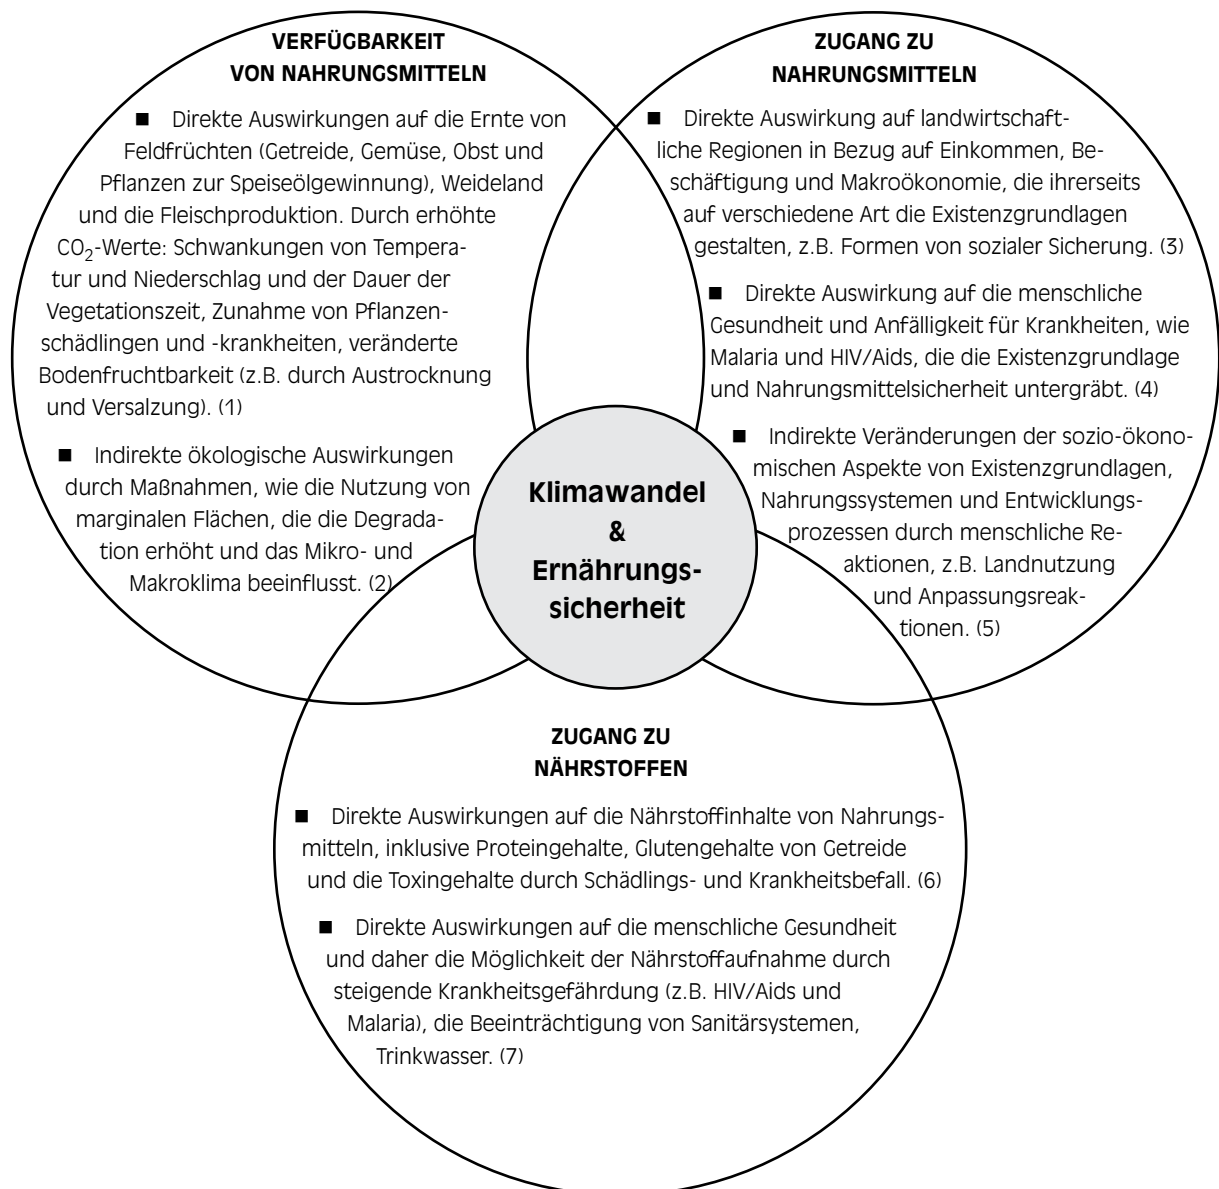 VERFÜGBARKEIT
VON NAHRUNGSMITTELN
■ Direkte Auswirkungen auf die Ernte von
Feldfrüchten (Getreide, Gemüse, Obst und
Pflanzen zur Speiseölgewinnung), Weideland
und die Fleischproduktion. Durch erhöhte
CO₂-Werte: Schwankungen von Tempera-
tur und Niederschlag und der Dauer der
Vegetationszeit, Zunahme von Pflanzen-
schädlingen und -krankheiten, veränderte
Bodenfruchtbarkeit (z.B. durch Austrocknung
und Versalzung). (1)
■ Indirekte ökologische Auswirkungen
durch Maßnahmen, wie die Nutzung von
marginalen Flächen, die die Degrada-
tion erhöht und das Mikro- und
Makroklima beeinflusst. (2)
ZUGANG ZU
NAHRUNGSMITTELN
■ Direkte Auswirkung auf landwirtschaft-
liche Regionen in Bezug auf Einkommen, Be-
schäftigung und Makroökonomie, die ihrerseits
auf verschiedene Art die Existenzgrundlagen
gestalten, z.B. Formen von sozialer Sicherung. (3)
■ Direkte Auswirkung auf die menschliche
Gesundheit und Anfälligkeit für Krankheiten, wie
Malaria und HIV/Aids, die die Existenzgrundlage
und Nahrungsmittelsicherheit untergräbt. (4)
■ Indirekte Veränderungen der sozio-ökono-
mischen Aspekte von Existenzgrundlagen,
Nahrungssystemen und Entwicklungs-
prozessen durch menschliche Re-
aktionen, z.B. Landnutzung
und Anpassungsreak-
tionen. (5)
Klimawandel
&
Ernährungs-
sicherheit
ZUGANG ZU
NÄHRSTOFFEN
■ Direkte Auswirkungen auf die Nährstoffinhalte von Nahrungs-
mitteln, inklusive Proteingehalte, Glutengehalte von Getreide
und die Toxingehalte durch Schädlings- und Krankheitsbefall. (6)
■ Direkte Auswirkungen auf die menschliche Gesundheit
und daher die Möglichkeit der Nährstoffaufnahme durch
steigende Krankheitsgefährdung (z.B. HIV/Aids und
Malaria), die Beeinträchtigung von Sanitärsystemen,
Trinkwasser. (7)